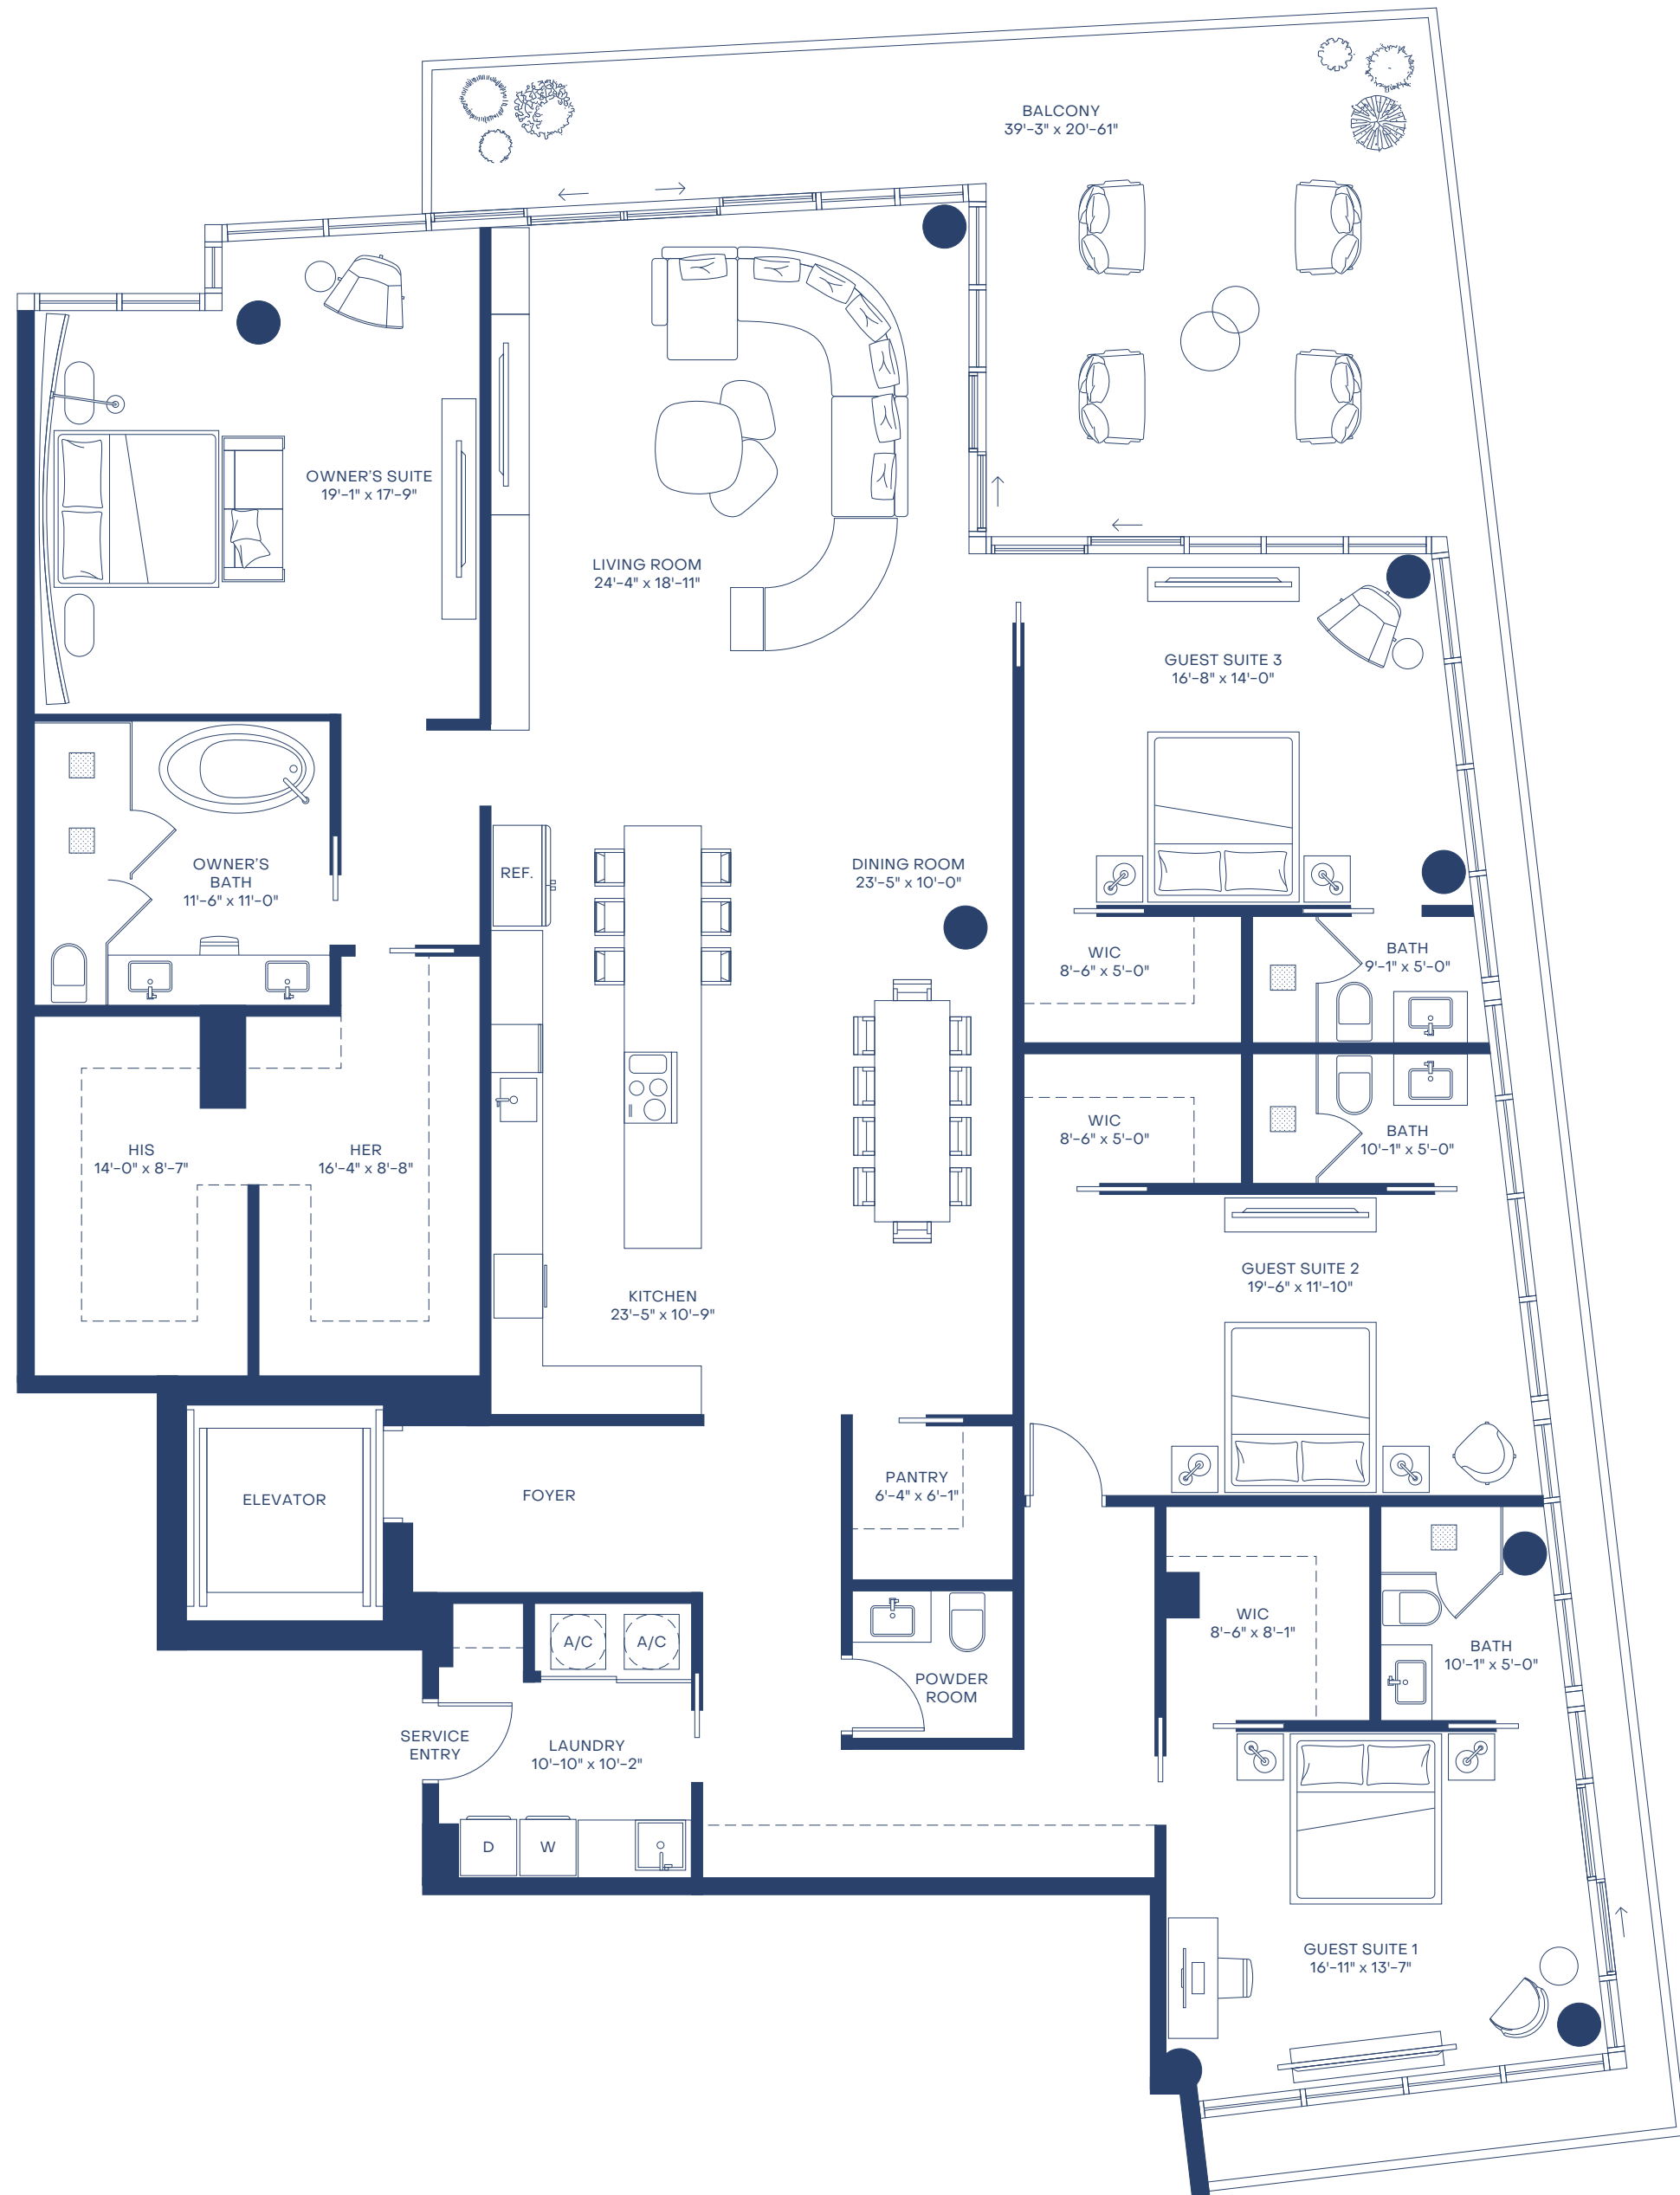 BALCONY
39'-3" x 20'-61"
OWNER'S SUITE
19'-1" x 17'-9"
LIVING ROOM
24'-4" x 18'-11"
GUEST SUITE 3
16'-8" x 14'-0"
OWNER'S
BATH
11'-6" x 11'-0"
REF.
DINING ROOM
23'-5" x 10'-0"
WIC
8'-6" x 5'-0"
BATH
9'-1" x 5'-0"
HIS
14'-0" x 8'-7"
HER
16'-4" x 8'-8"
WIC
8'-6" x 5'-0"
BATH
10'-1" x 5'-0"
KITCHEN
23'-5" x 10'-9"
GUEST SUITE 2
19'-6" x 11'-10"
ELEVATOR
FOYER
PANTRY
6'-4" x 6'-1"
A/C
A/C
WIC
8'-6" x 8'-1"
BATH
10'-1" x 5'-0"
POWDER
ROOM
SERVICE
ENTRY
LAUNDRY
10'-10" x 10'-2"
D
W
GUEST SUITE 1
16'-11" x 13'-7"